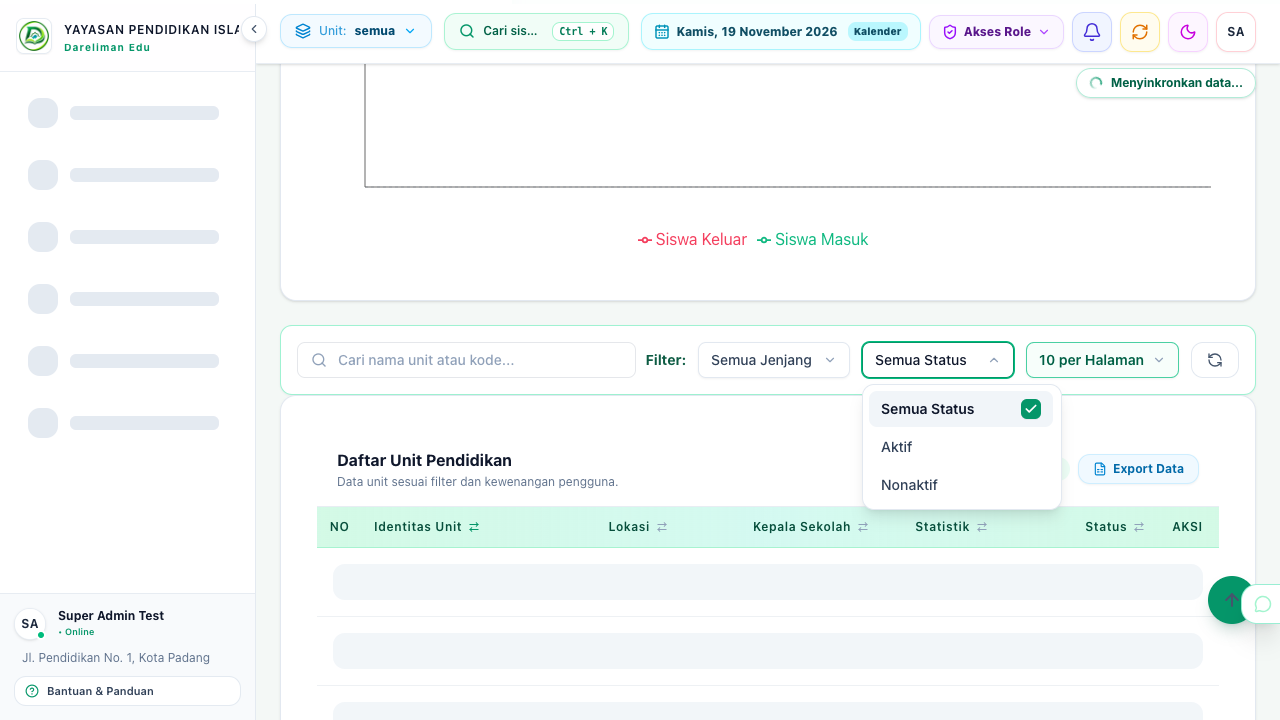 YAYASAN PENDIDIKAN ISLA
Dareliman Edu
Unit: semua
Cari sis... Ctrl + K
Kamis, 19 November 2026 Kalender
Akses Role
SA
Menyinkronkan data...
Siswa Keluar Siswa Masuk
Cari nama unit atau kode...
Filter:
Semua Jenjang
Semua Status
10 per Halaman
Semua Status
Aktif
Nonaktif
Daftar Unit Pendidikan
Data unit sesuai filter dan kewenangan pengguna.
Export Data
NO Identitas Unit Lokasi Kepala Sekolah Statistik Status AKSI
SA
Super Admin Test
• Online
Jl. Pendidikan No. 1, Kota Padang
Bantuan & Panduan